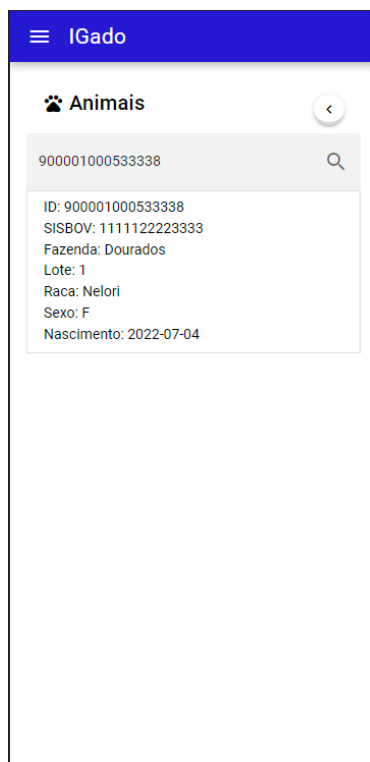 IGado
Animais
900001000533338
ID: 900001000533338
SISBOV: 1111122223333
Fazenda: Dourados
Lote: 1
Raca: Nelori
Sexo: F
Nascimento: 2022-07-04